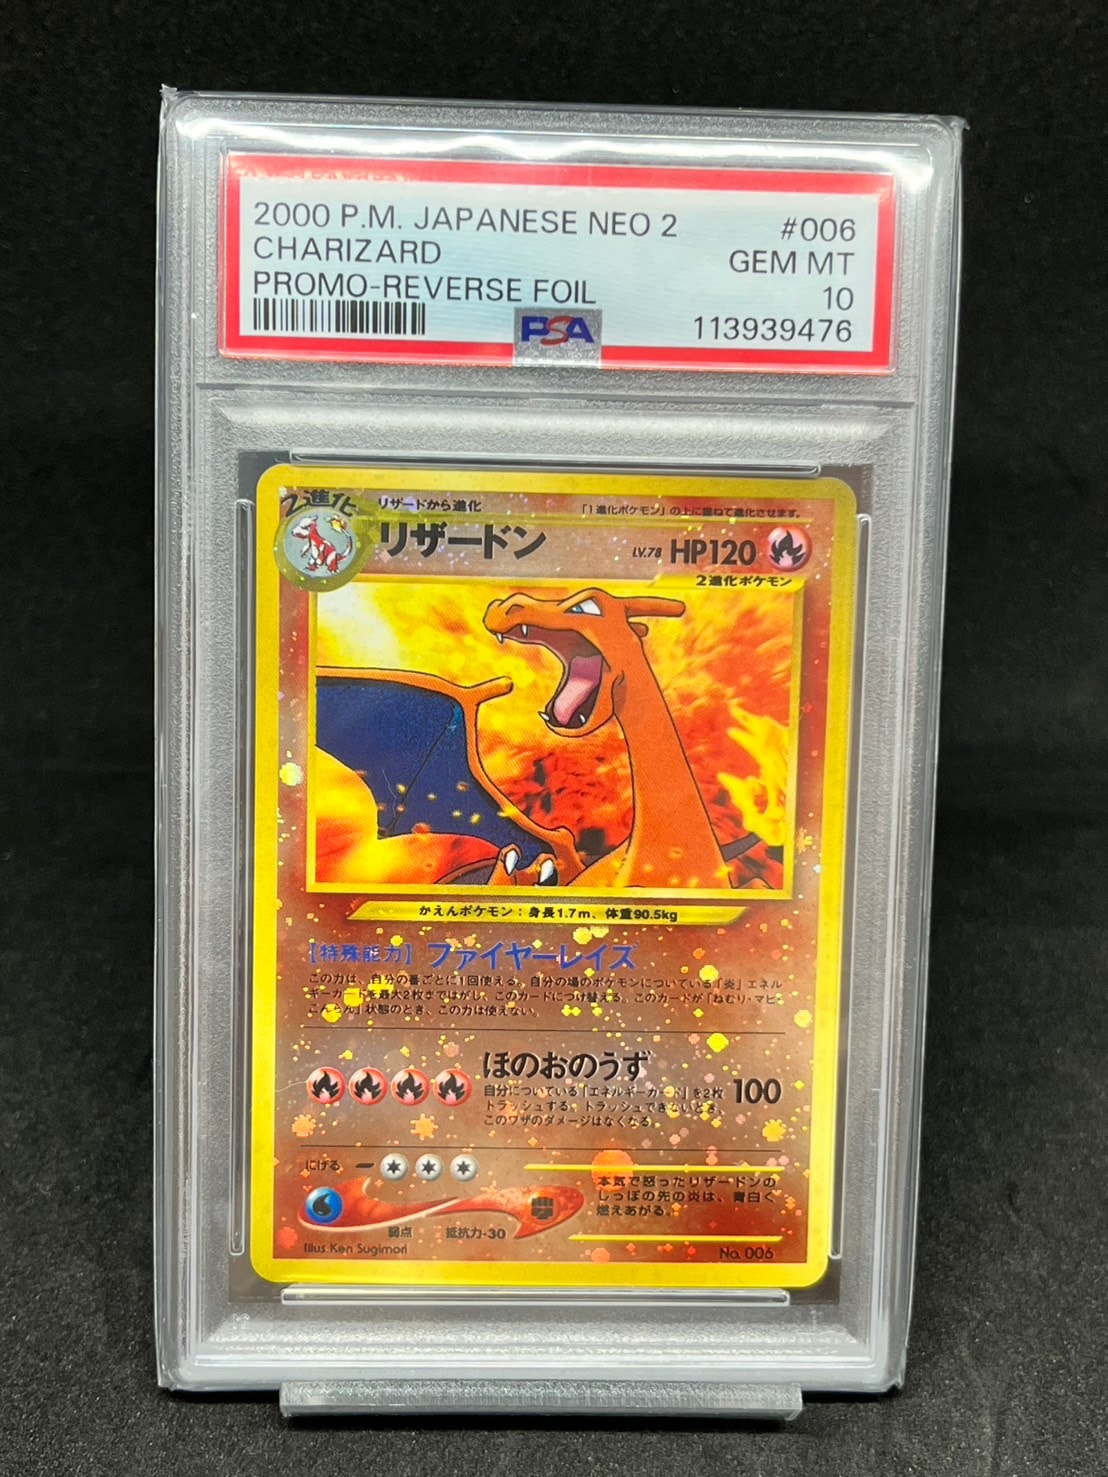 2000 P.M. JAPANESE NEO 2 #006
CHARIZARD GEM MT
PROMO-REVERSE FOIL 10
PSA 113939476
2進化 リザードから進化 「1進化ポケモン」の上に重ねて進化させます。
リザードン LV.78 HP120
2進化ポケモン
かえんポケモン：身長1.7m、体重90.5kg
【特殊能力】ファイヤーレイズ
この力は、自分の番ごとに1回使える。自分の場のポケモンについている「炎」エネル
ギーカードを最大2枚まではがし、このカードにつけ替える。このカードが「ねむり・マヒ・
こんらん」状態のとき、この力は使えない。
ほのおのうず
自分についている「エネルギーカード」を2枚 100
トラッシュする。トラッシュできないとき、
このワザのダメージはなくなる。
にげる
本気で怒ったリザードンの
しっぽの先の炎は、青白く
燃えあがる。
弱点 抵抗力-30
Illus.Ken Sugimori No. 006